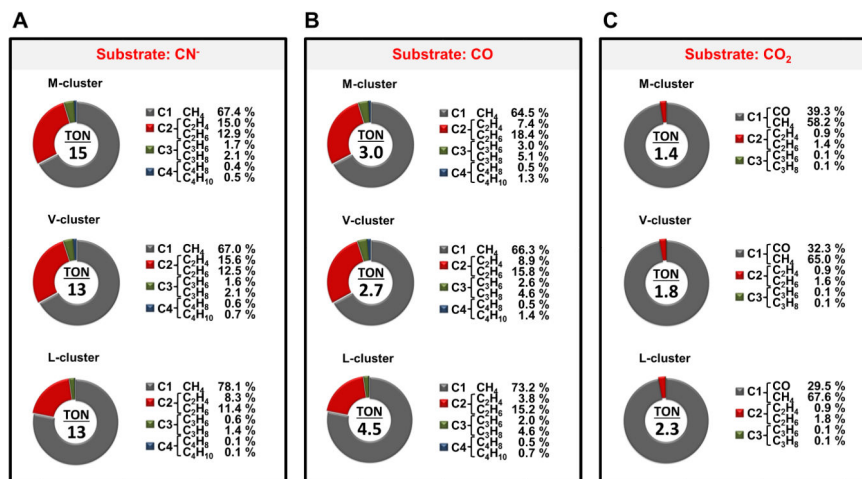 A
Substrate: CN⁻
M-cluster
TON
15
C1 CH₄ 67.4 %
C2 C₂H₄ 15.0 %
C₂H₆ 12.9 %
C3 C₃H₆ 1.7 %
C₃H₈ 2.1 %
C4 C₄H₈ 0.4 %
C₄H₁₀ 0.5 %
V-cluster
TON
13
C1 CH₄ 67.0 %
C2 C₂H₄ 15.6 %
C₂H₆ 12.5 %
C3 C₃H₆ 1.6 %
C₃H₈ 2.1 %
C4 C₄H₈ 0.6 %
C₄H₁₀ 0.7 %
L-cluster
TON
13
C1 CH₄ 78.1 %
C2 C₂H₄ 8.3 %
C₂H₆ 11.4 %
C3 C₃H₆ 0.6 %
C₃H₈ 1.4 %
C4 C₄H₈ 0.1 %
C₄H₁₀ 0.1 %
B
Substrate: CO
M-cluster
TON
3.0
C1 CH₄ 64.5 %
C2 C₂H₄ 7.4 %
C₂H₆ 18.4 %
C3 C₃H₆ 3.0 %
C₃H₈ 5.1 %
C4 C₄H₈ 0.5 %
C₄H₁₀ 1.3 %
V-cluster
TON
2.7
C1 CH₄ 66.3 %
C2 C₂H₄ 8.9 %
C₂H₆ 15.8 %
C3 C₃H₆ 2.6 %
C₃H₈ 4.6 %
C4 C₄H₈ 0.5 %
C₄H₁₀ 1.4 %
L-cluster
TON
4.5
C1 CH₄ 73.2 %
C2 C₂H₄ 3.8 %
C₂H₆ 15.2 %
C3 C₃H₆ 2.0 %
C₃H₈ 4.6 %
C4 C₄H₈ 0.5 %
C₄H₁₀ 0.7 %
C
Substrate: CO₂
M-cluster
TON
1.4
C1 CO 39.3 %
CH₄ 58.2 %
C2 C₂H₄ 0.9 %
C₂H₆ 1.4 %
C3 C₃H₆ 0.1 %
C₃H₈ 0.1 %
V-cluster
TON
1.8
C1 CO 32.3 %
CH₄ 65.0 %
C2 C₂H₄ 0.9 %
C₂H₆ 1.6 %
C3 C₃H₆ 0.1 %
C₃H₈ 0.1 %
L-cluster
TON
2.3
C1 CO 29.5 %
CH₄ 67.6 %
C2 C₂H₄ 0.9 %
C₂H₆ 1.8 %
C3 C₃H₆ 0.1 %
C₃H₈ 0.1 %